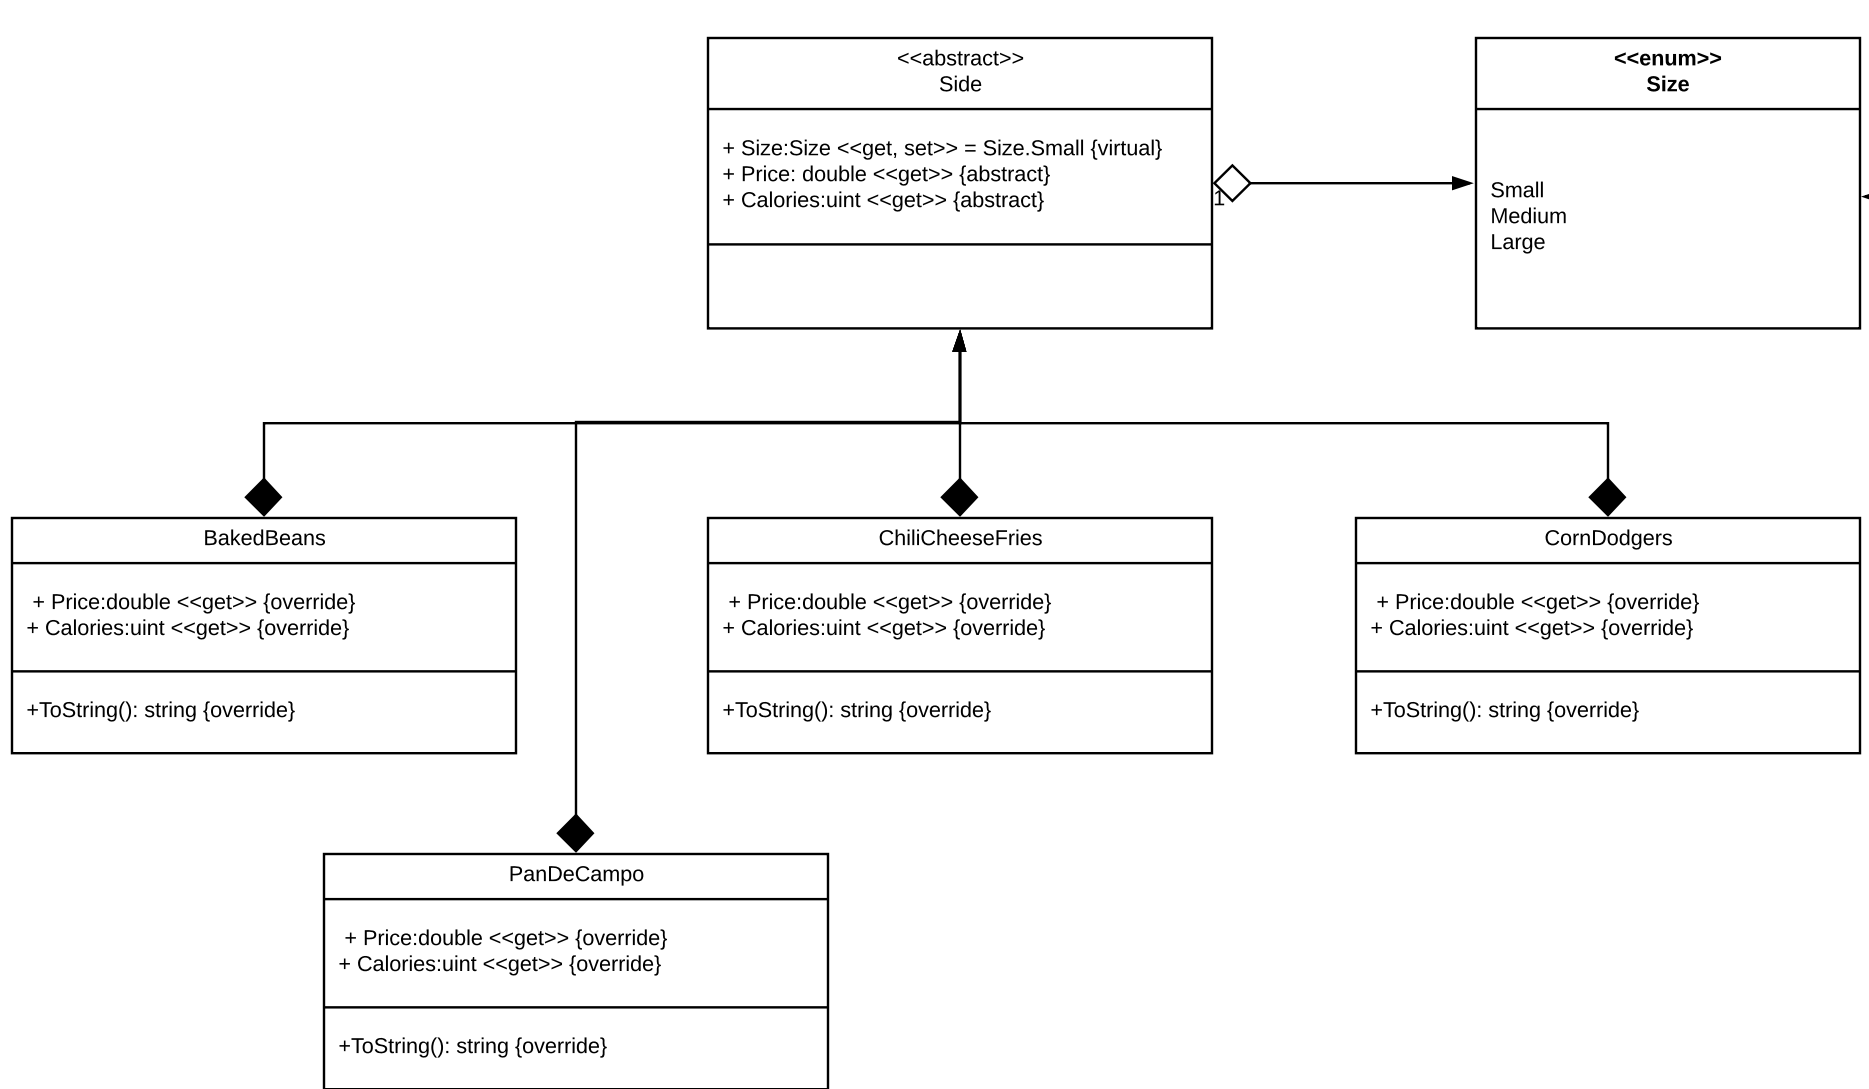 <<abstract>>
Side
+ Size:Size <<get, set>> = Size.Small {virtual}
+ Price: double <<get>> {abstract}
+ Calories:uint <<get>> {abstract}
1
<<enum>>
Size
Small
Medium
Large
BakedBeans
+ Price:double <<get>> {override}
+ Calories:uint <<get>> {override}
+ToString(): string {override}
ChiliCheeseFries
+ Price:double <<get>> {override}
+ Calories:uint <<get>> {override}
+ToString(): string {override}
CornDodgers
+ Price:double <<get>> {override}
+ Calories:uint <<get>> {override}
+ToString(): string {override}
PanDeCampo
+ Price:double <<get>> {override}
+ Calories:uint <<get>> {override}
+ToString(): string {override}